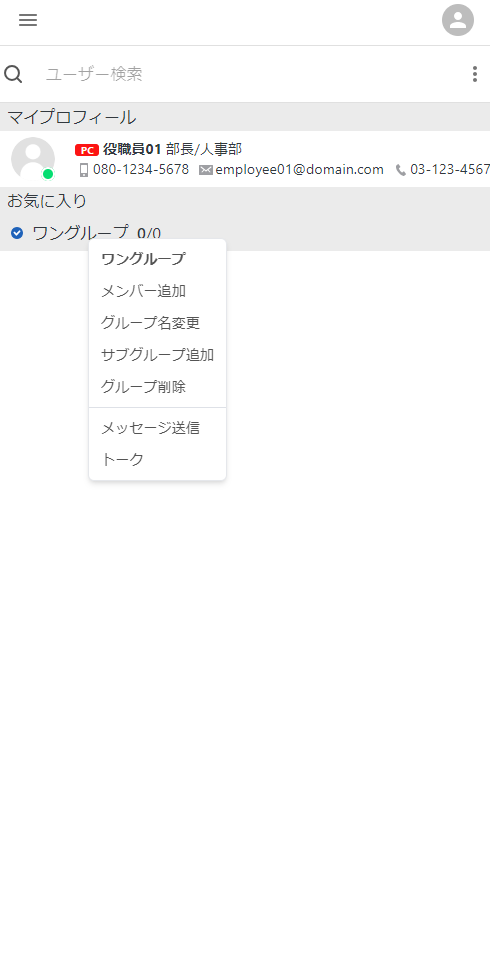 ユーザー検索
マイプロフィール
PC 役職員01 部長/人事部
080-1234-5678 employee01@domain.com 03-123-4567
お気に入り
ワングループ 0/0
ワングループ
メンバー追加
グループ名変更
サブグループ追加
グループ削除
メッセージ送信
トーク